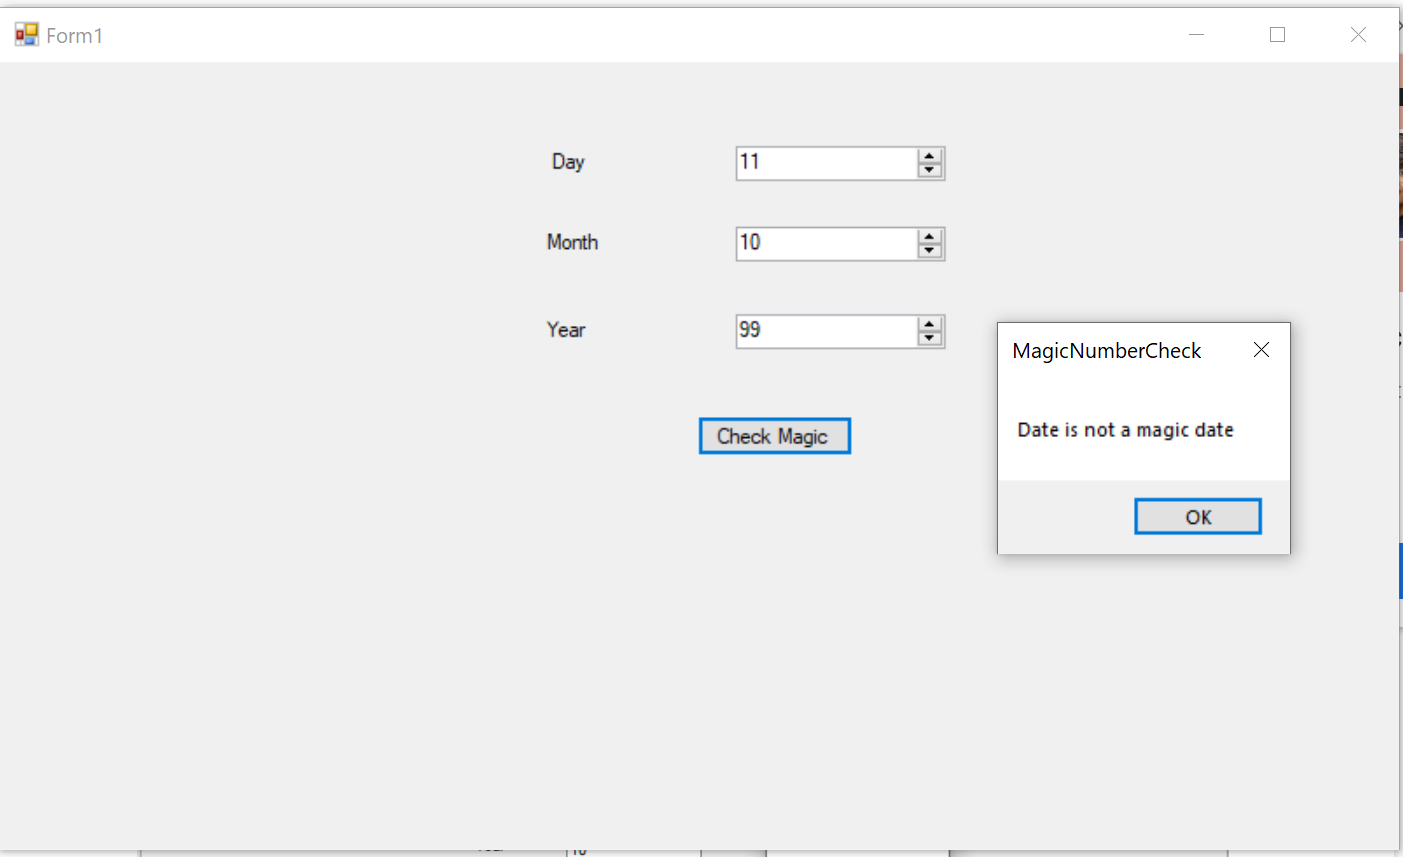 Form1
Day 11
Month 10
Year 99
MagicNumberCheck
Check Magic
Date is not a magic date
OK